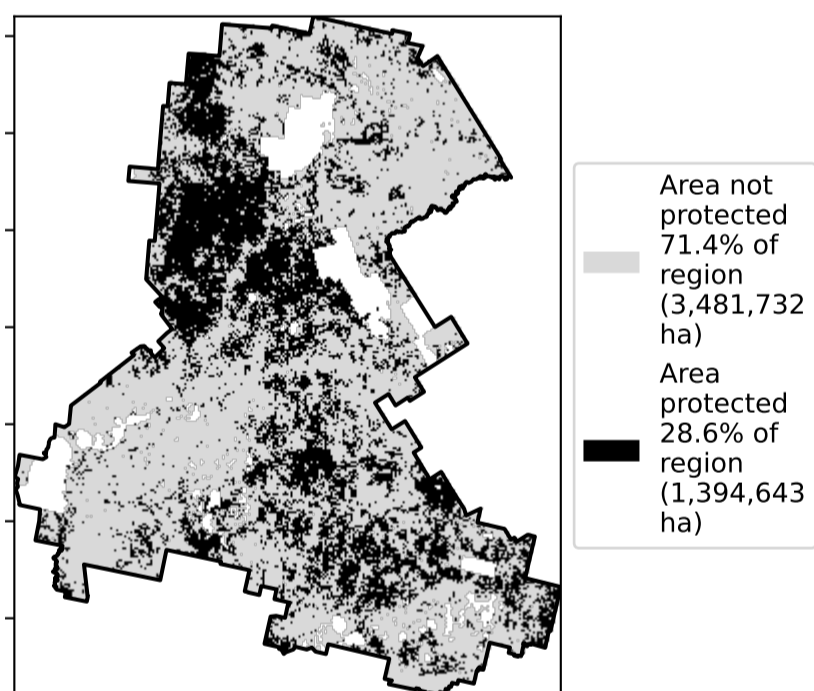 Area not
protected
71.4% of
region
(3,481,732
ha)
Area
protected
28.6% of
region
(1,394,643
ha)